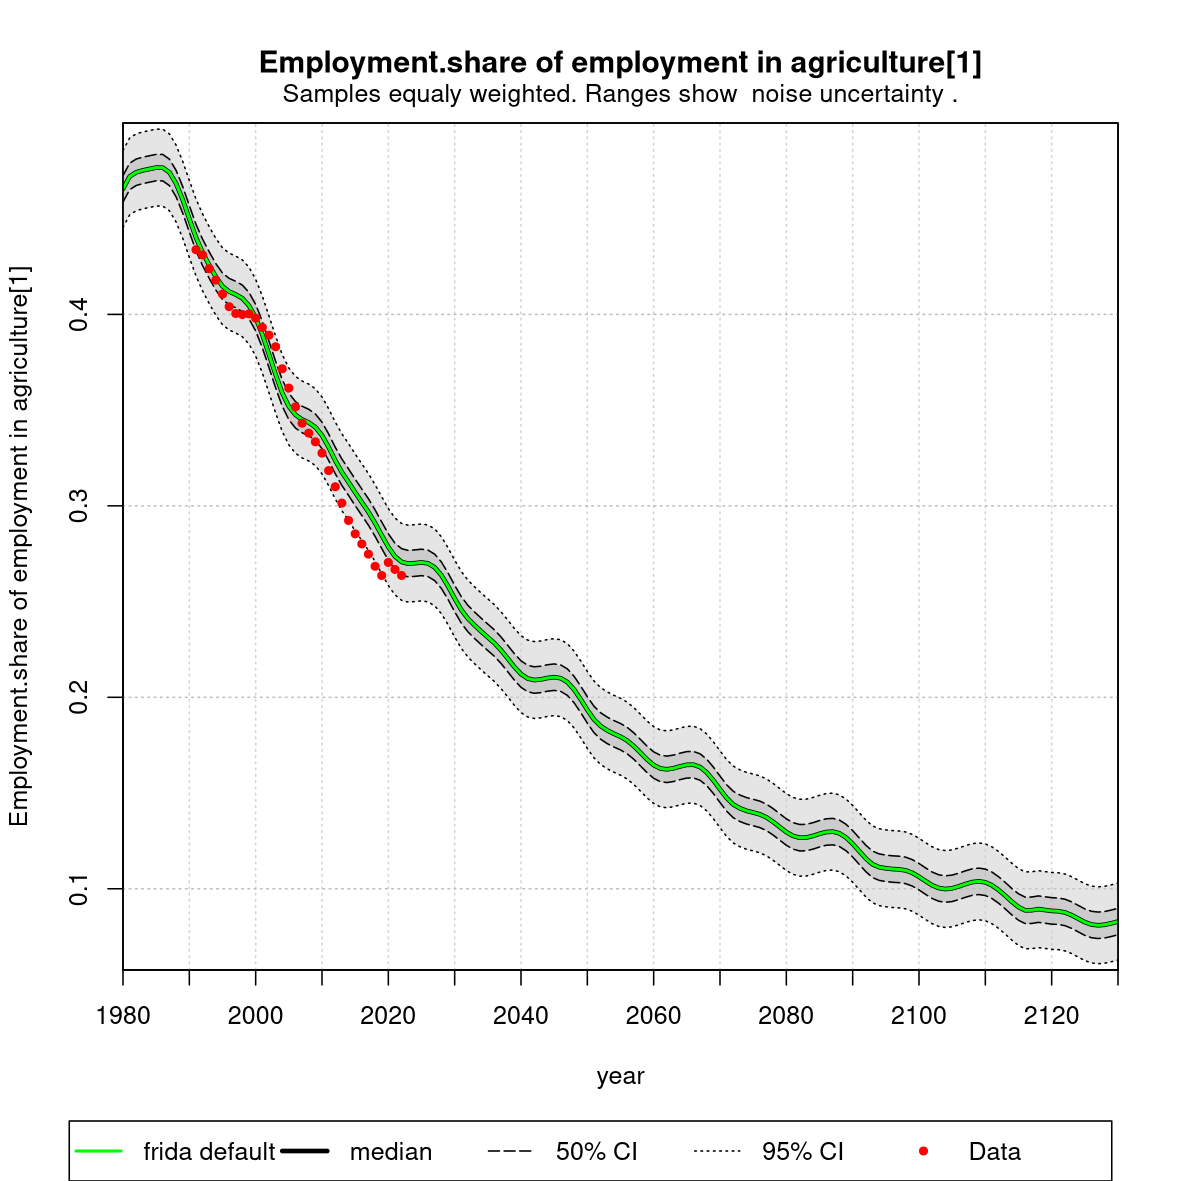 Employment.share of employment in agriculture[1]
Samples equaly weighted. Ranges show  noise uncertainty .
Employment.share of employment in agriculture[1]
0.4
0.3
0.2
0.1
1980 2000 2020 2040 2060 2080 2100 2120
year
frida default median 50% CI 95% CI Data